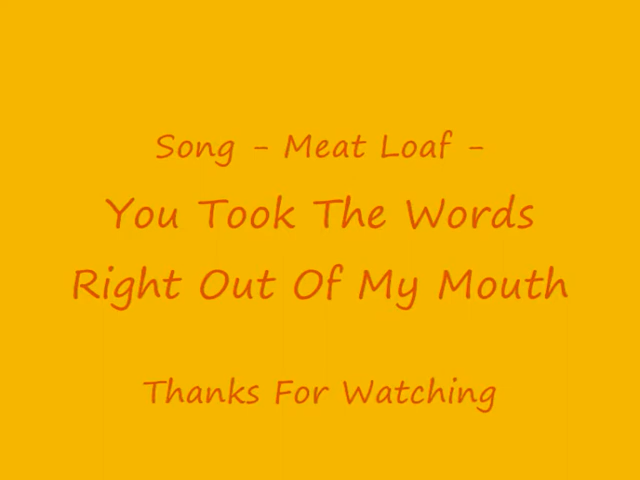 Song - Meat Loaf -
You Took The Words
Right Out Of My Mouth
Thanks For Watching